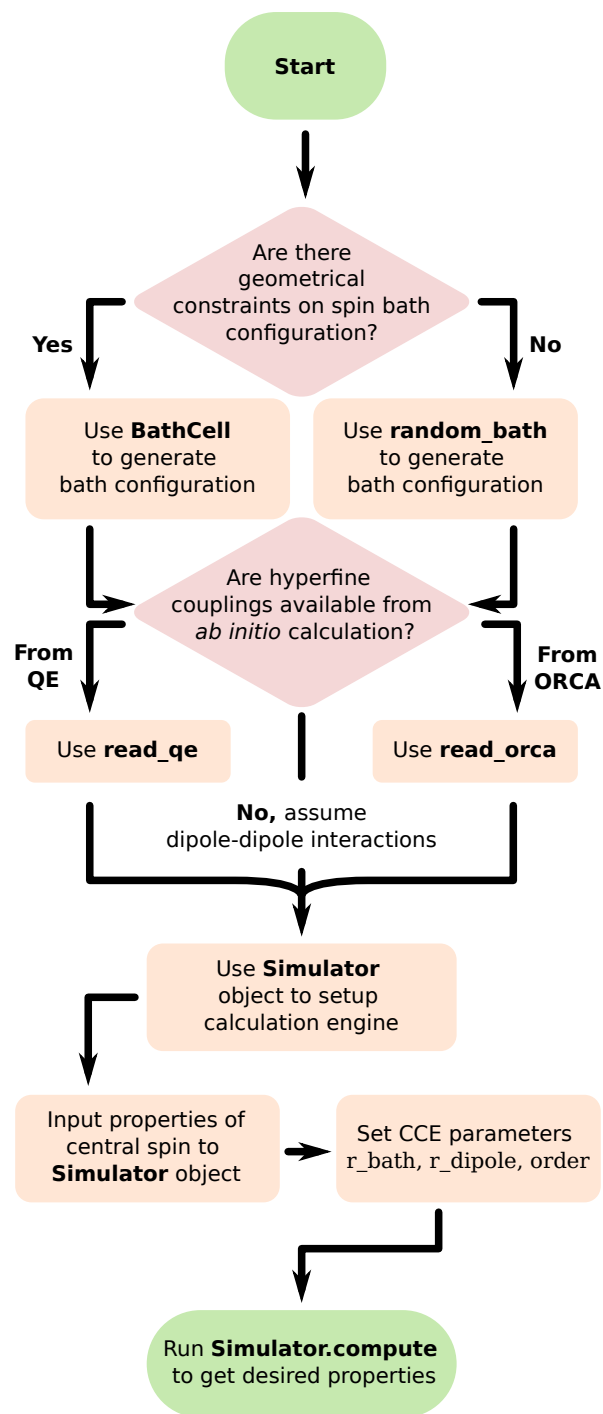 Start
Are there
geometrical
constraints on spin bath
configuration?
Yes
No
Use BathCell
to generate
bath configuration
Use random_bath
to generate
bath configuration
Are hyperfine
couplings available from
ab initio calculation?
From
QE
From
ORCA
Use read_qe
Use read_orca
No, assume
dipole-dipole interactions
Use Simulator
object to setup
calculation engine
Input properties of
central spin to
Simulator object
Set CCE parameters
r_bath, r_dipole, order
Run Simulator.compute
to get desired properties